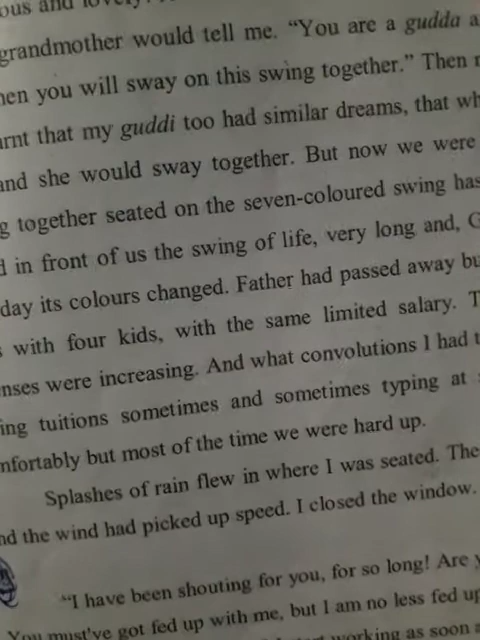 ous and lovely!
grandmother would tell me. “You are a gudda a
hen you will sway on this swing together.” Then
arnt that my guddi too had similar dreams, that wh
and she would sway together. But now we were
g together seated on the seven-coloured swing has
d in front of us the swing of life, very long and, G
day its colours changed. Father had passed away bu
s with four kids, with the same limited salary. T
nses were increasing. And what convolutions I had t
ing tuitions sometimes and sometimes typing at
mfortably but most of the time we were hard up.
Splashes of rain flew in where I was seated. The
nd the wind had picked up speed. I closed the window.
“I have been shouting for you, for so long! Are y
You must've got fed up with me, but I am no less fed up
working as soon a